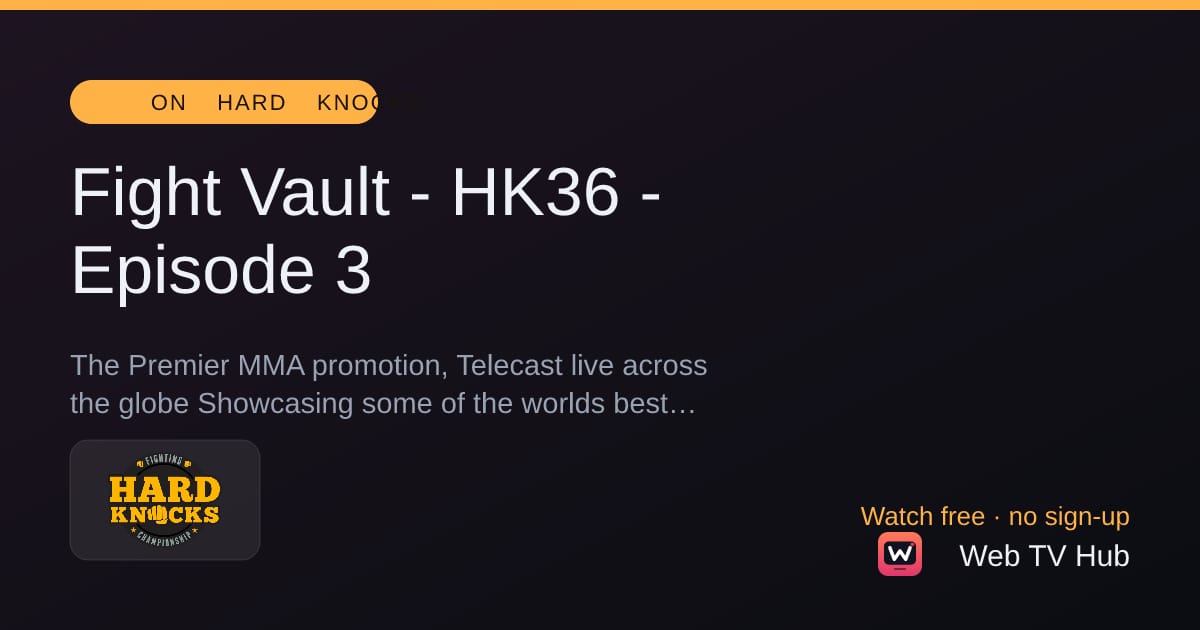 ON HARD KNOC
Fight Vault - HK36 -
Episode 3
The Premier MMA promotion, Telecast live across
the globe Showcasing some of the worlds best…
FIGHTING
HARD
KNOCKS
CHAMPIONSHIP
Watch free · no sign-up
W
Web TV Hub